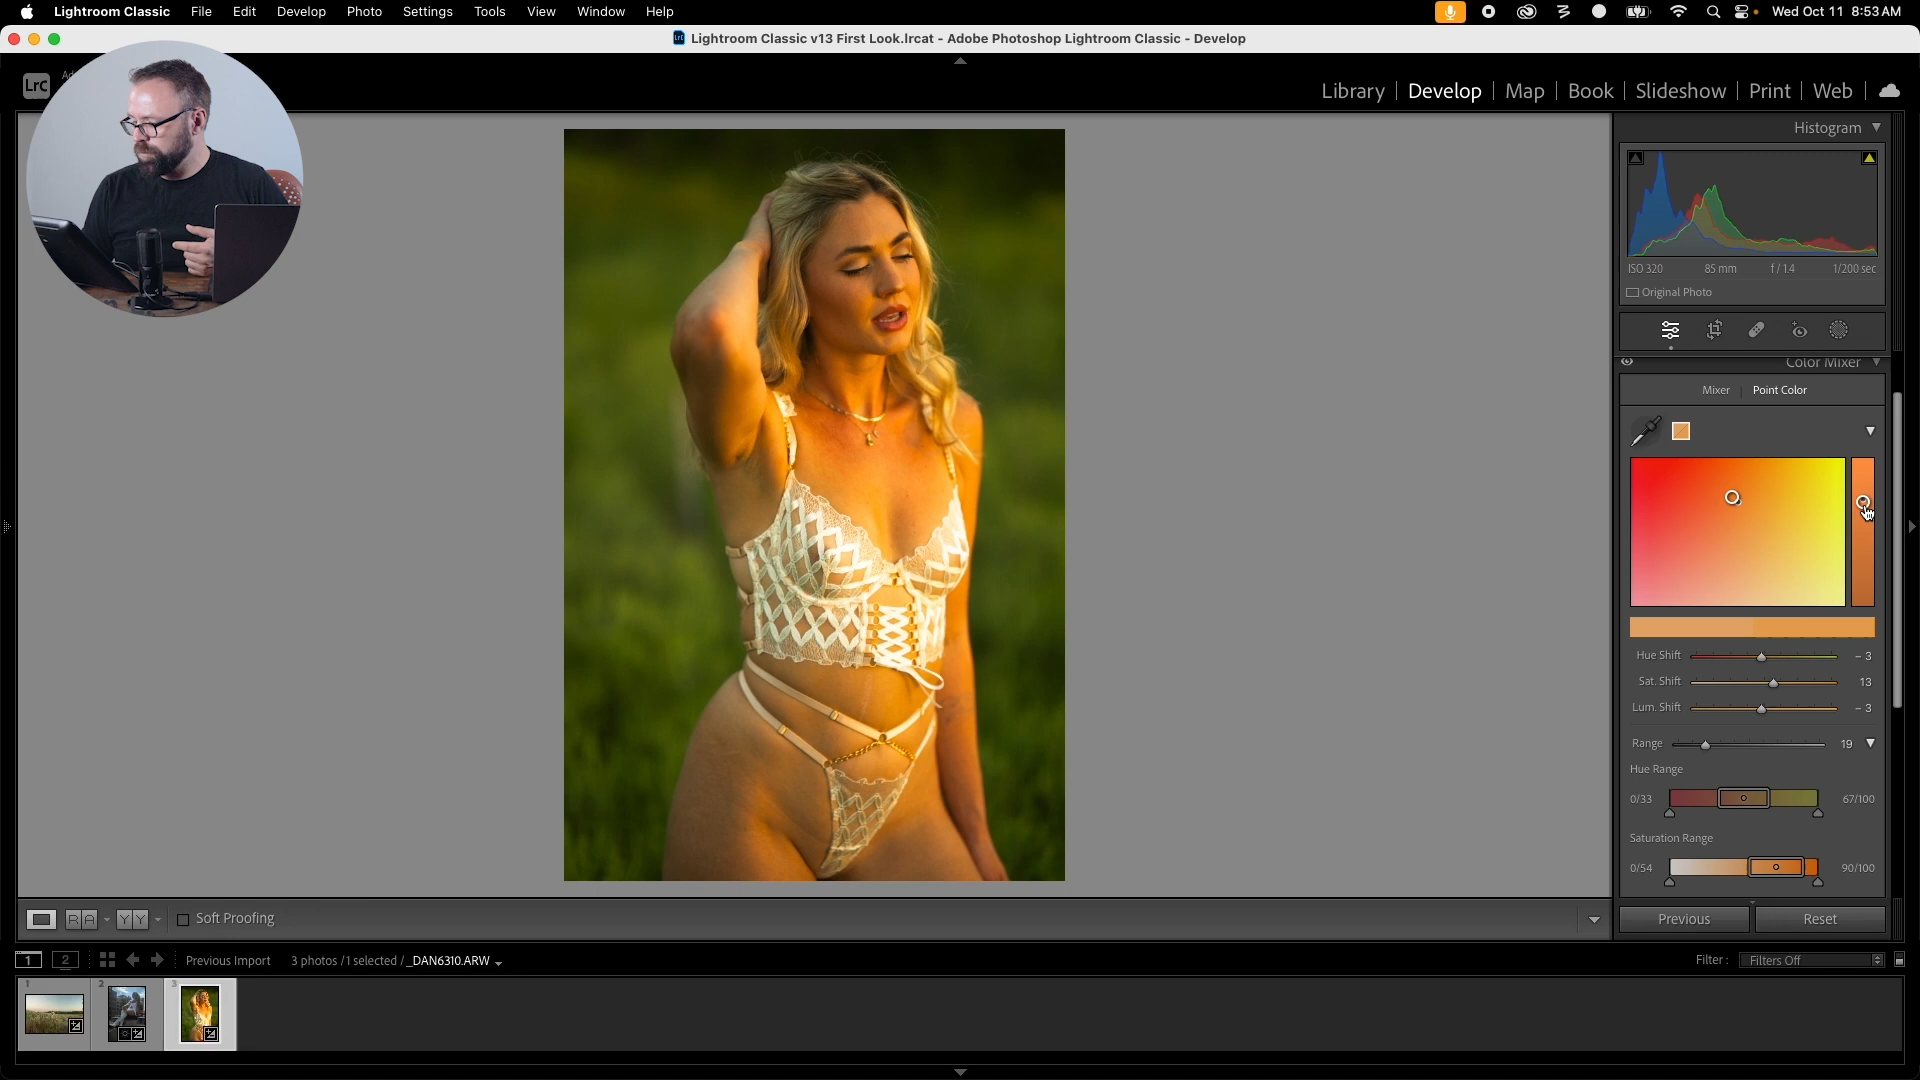 Lightroom Classic File Edit Develop Photo Settings Tools View Window Help Wed Oct 11 8:53 AM
LrC Lightroom Classic v13 First Look.lrcat - Adobe Photoshop Lightroom Classic - Develop
LrC
Library | Develop | Map | Book | Slideshow | Print | Web
Histogram
ISO 320 85 mm f / 1.4 1/200 sec
Original Photo
Color Mixer
Mixer | Point Color
Hue Shift – 3
Sat. Shift 13
Lum. Shift – 3
Range 19
Hue Range
0/33 67/100
Saturation Range
0/54 90/100
R A Y Y Soft Proofing
Previous Reset
1 2 Previous Import 3 photos / 1 selected / _DAN6310.ARW Filter : Filters Off
1 2 3